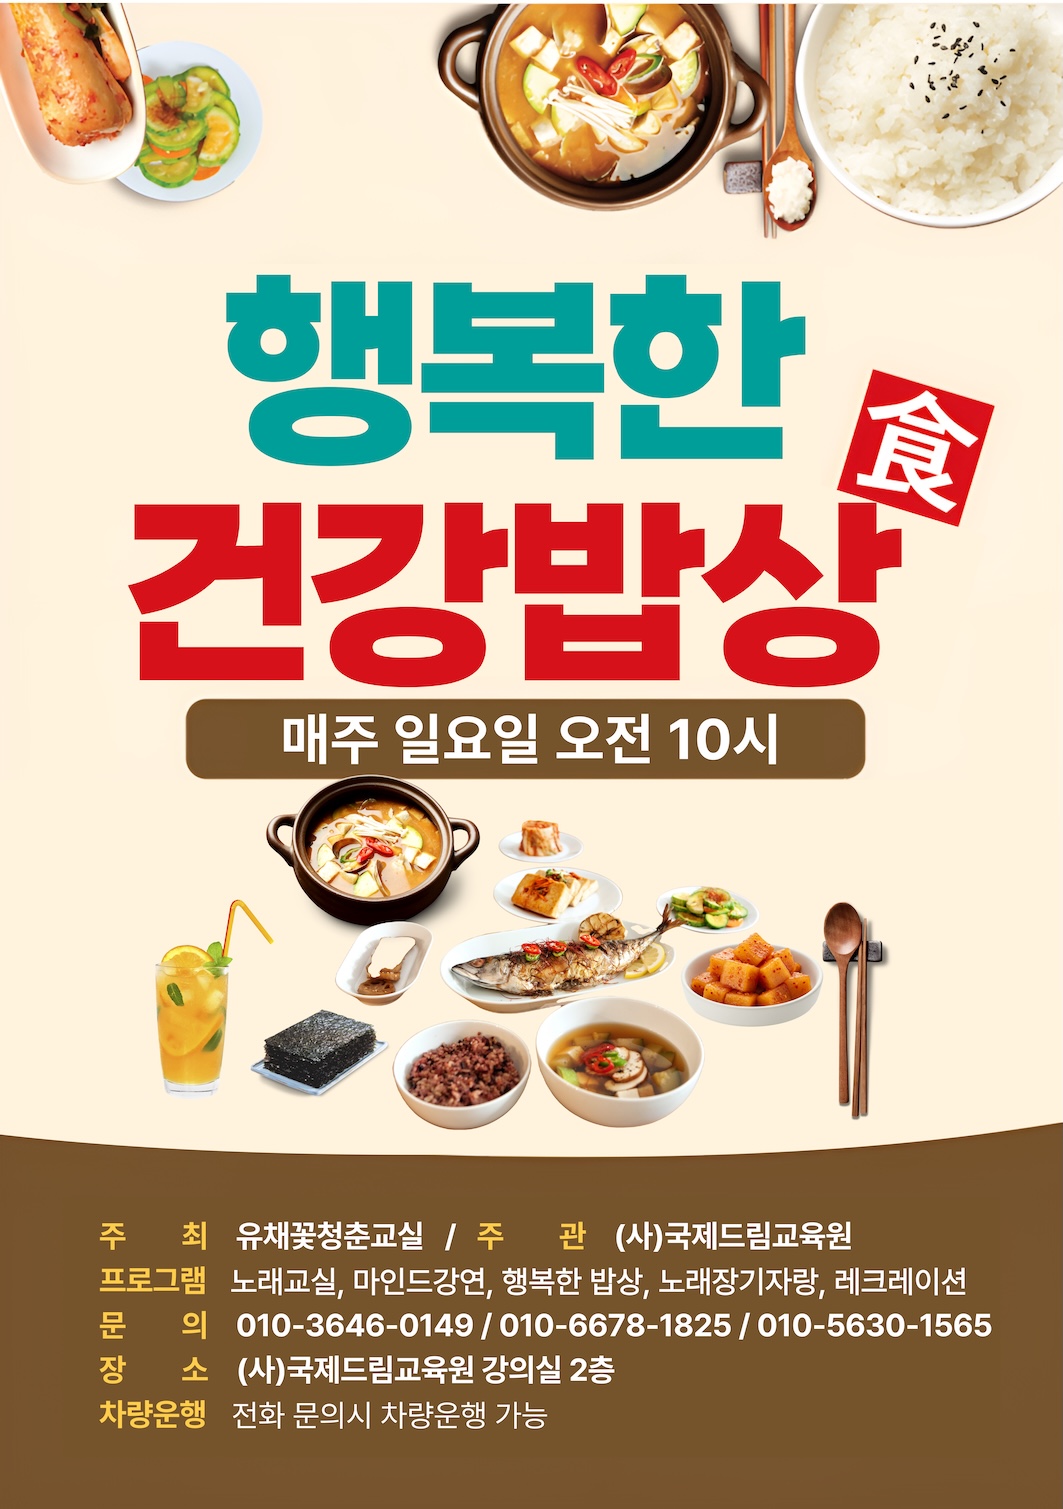 행복한
食
건강밥상
매주 일요일 오전 10시
주 최 유채꽃청춘교실 / 주 관 (사)국제드림교육원
프로그램 노래교실, 마인드강연, 행복한 밥상, 노래장기자랑, 레크레이션
문 의 010-3646-0149 / 010-6678-1825 / 010-5630-1565
장 소 (사)국제드림교육원 강의실 2층
차량운행 전화 문의시 차량운행 가능